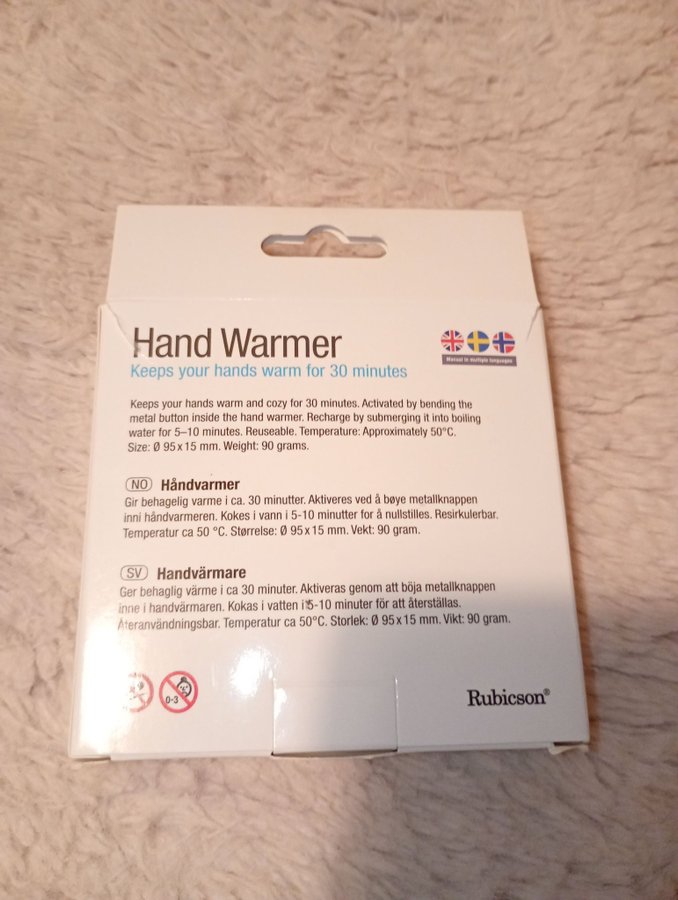 Hand Warmer
Keeps your hands warm for 30 minutes
Manual in multiple languages
Keeps your hands warm and cozy for 30 minutes. Activated by bending the
metal button inside the hand warmer. Recharge by submerging it into boiling
water for 5–10 minutes. Reuseable. Temperature: Approximately 50°C.
Size: Ø 95 x 15 mm. Weight: 90 grams.
NO Håndvarmer
Gir behagelig varme i ca. 30 minutter. Aktiveres ved å bøye metallknappen
inni håndvarmeren. Kokes i vann i 5-10 minutter for å nullstilles. Resirkulerbar.
Temperatur ca 50 °C. Størrelse: Ø 95 x 15 mm. Vekt: 90 gram.
SV Handvärmare
Ger behaglig värme i ca 30 minuter. Aktiveras genom att böja metallknappen
inne i handvärmaren. Kokas i vatten i 5-10 minuter för att återställas.
Återanvändningsbar. Temperatur ca 50°C. Storlek: Ø 95 x 15 mm. Vikt: 90 gram.
0-3
Rubicson®